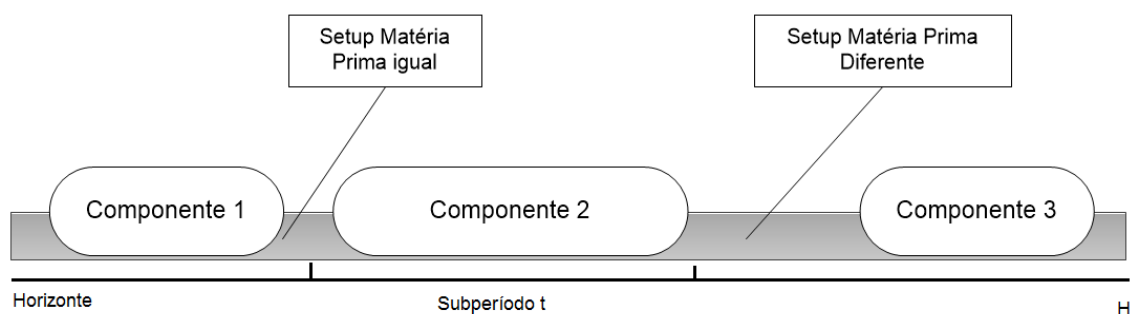 Setup Matéria
Prima igual
Setup Matéria Prima
Diferente
Componente 1
Componente 2
Componente 3
Horizonte
Subperíodo t
H